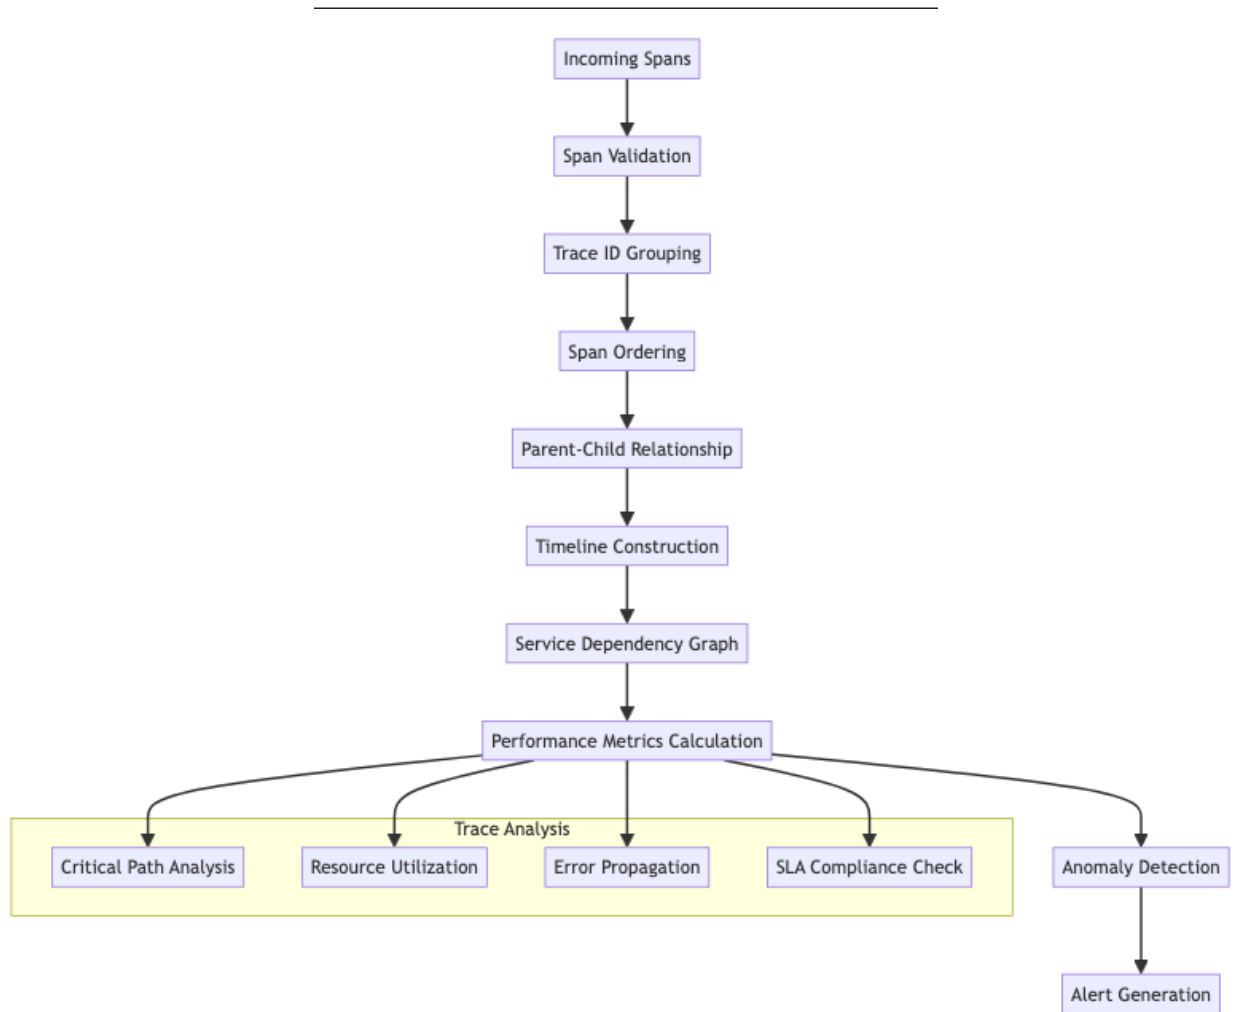 Incoming Spans
Span Validation
Trace ID Grouping
Span Ordering
Parent-Child Relationship
Timeline Construction
Service Dependency Graph
Performance Metrics Calculation
Trace Analysis
Critical Path Analysis
Resource Utilization
Error Propagation
SLA Compliance Check
Anomaly Detection
Alert Generation